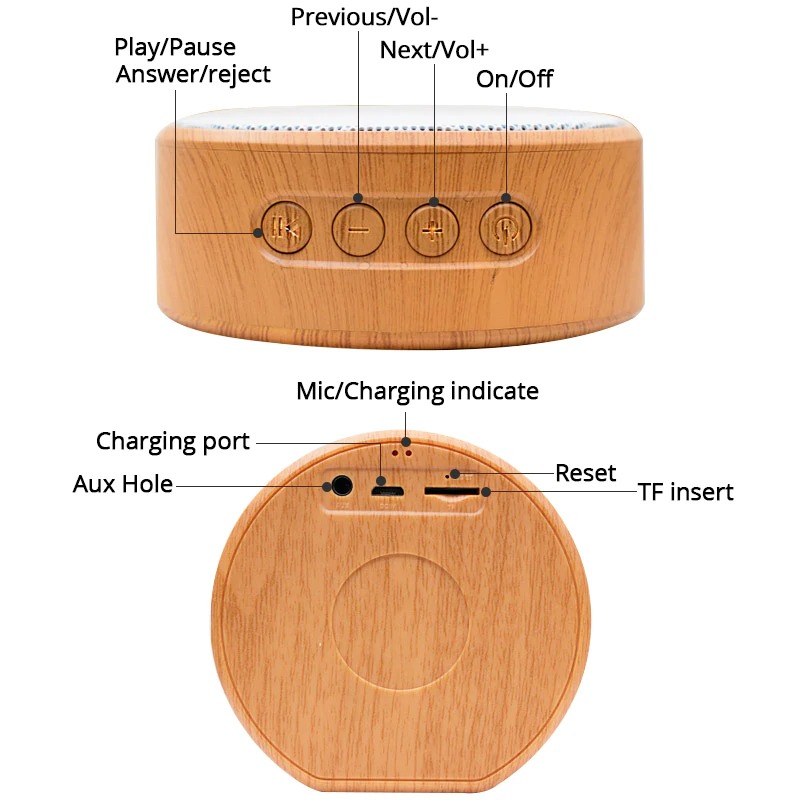 Previous/Vol-
Play/Pause
Answer/reject
Next/Vol+
On/Off
Mic/Charging indicate
Charging port
Aux Hole
Reset
TF insert